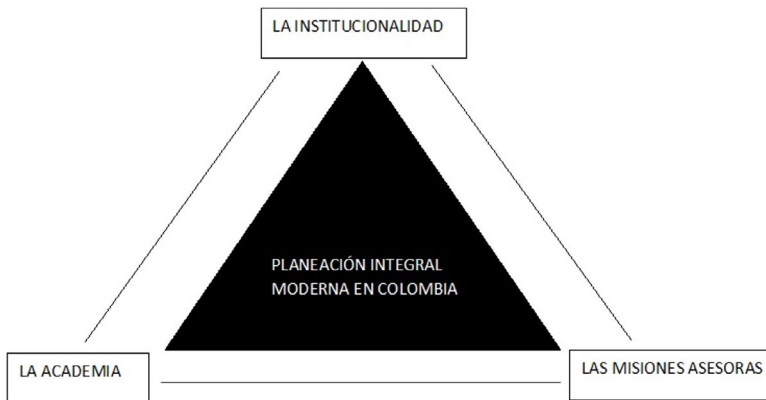 LA INSTITUCIONALIDAD
PLANEACIÓN INTEGRAL
MODERNA EN COLOMBIA
LA ACADEMIA
LAS MISIONES ASESORAS